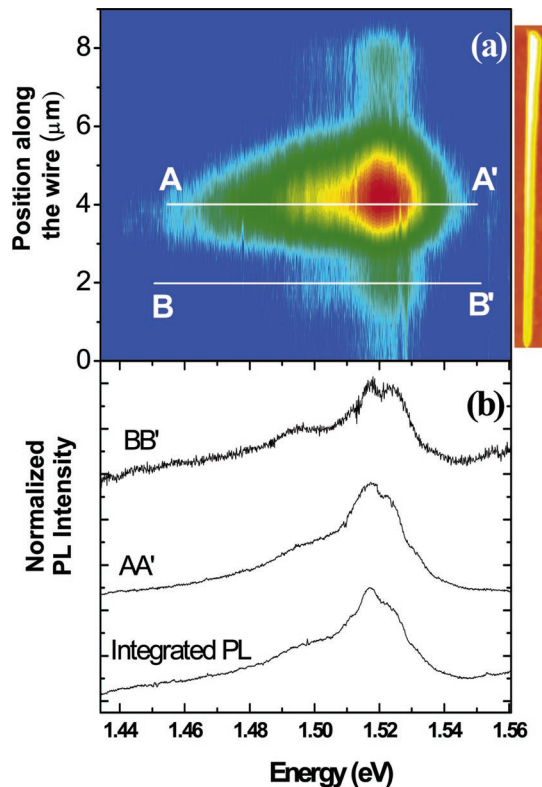 (a)
Position along
the wire (μm)
8
6
4
2
0
A
A'
B
B'
(b)
Normalized
PL Intensity
BB'
AA'
Integrated PL
1.44 1.46 1.48 1.50 1.52 1.54 1.56
Energy (eV)